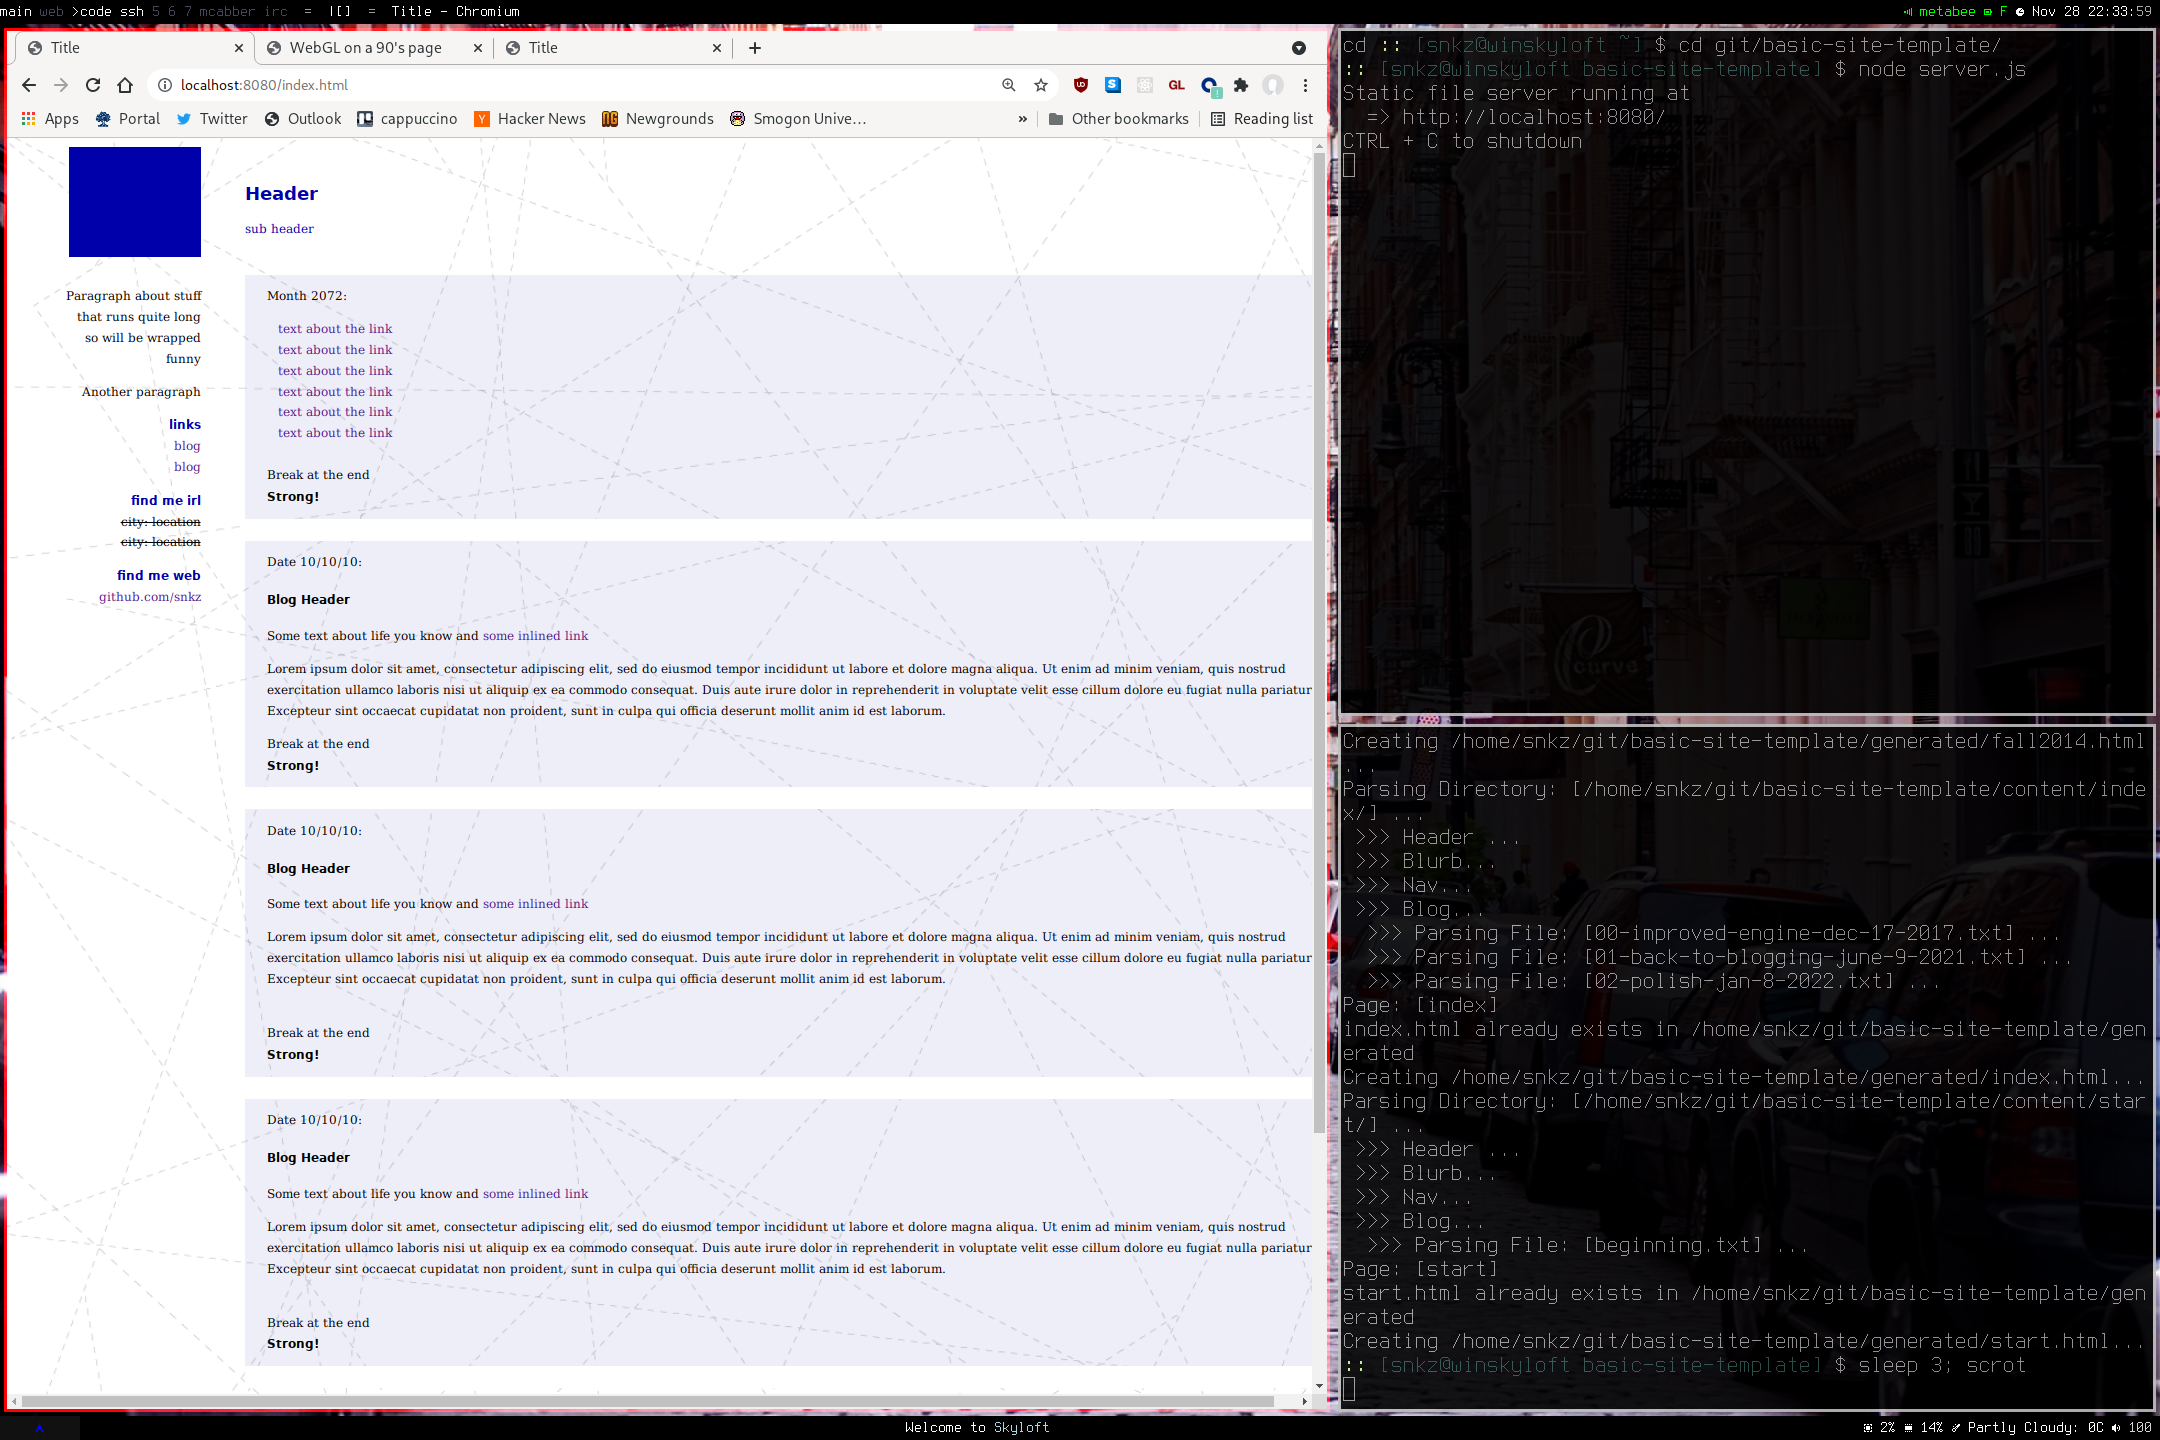 main web >code ssh 5 6 7 mcabber irc = |[] = Title - Chromium
metabee F Nov 28 22:33:59
Title
WebGL on a 90's page
Title
localhost:8080/index.html
Apps Portal Twitter Outlook cappuccino Hacker News Newgrounds Smogon Unive… » Other bookmarks Reading list
Header
sub header
Paragraph about stuff
that runs quite long
so will be wrapped
funny
Another paragraph
links
blog
blog
find me irl
city: location
city: location
find me web
github.com/snkz
Month 2072:
text about the link
text about the link
text about the link
text about the link
text about the link
text about the link
Break at the end
Strong!
Date 10/10/10:
Blog Header
Some text about life you know and some inlined link
Lorem ipsum dolor sit amet, consectetur adipiscing elit, sed do eiusmod tempor incididunt ut labore et dolore magna aliqua. Ut enim ad minim veniam, quis nostrud
exercitation ullamco laboris nisi ut aliquip ex ea commodo consequat. Duis aute irure dolor in reprehenderit in voluptate velit esse cillum dolore eu fugiat nulla pariatur
Excepteur sint occaecat cupidatat non proident, sunt in culpa qui officia deserunt mollit anim id est laborum.
Break at the end
Strong!
Date 10/10/10:
Blog Header
Some text about life you know and some inlined link
Lorem ipsum dolor sit amet, consectetur adipiscing elit, sed do eiusmod tempor incididunt ut labore et dolore magna aliqua. Ut enim ad minim veniam, quis nostrud
exercitation ullamco laboris nisi ut aliquip ex ea commodo consequat. Duis aute irure dolor in reprehenderit in voluptate velit esse cillum dolore eu fugiat nulla pariatur
Excepteur sint occaecat cupidatat non proident, sunt in culpa qui officia deserunt mollit anim id est laborum.
Break at the end
Strong!
Date 10/10/10:
Blog Header
Some text about life you know and some inlined link
Lorem ipsum dolor sit amet, consectetur adipiscing elit, sed do eiusmod tempor incididunt ut labore et dolore magna aliqua. Ut enim ad minim veniam, quis nostrud
exercitation ullamco laboris nisi ut aliquip ex ea commodo consequat. Duis aute irure dolor in reprehenderit in voluptate velit esse cillum dolore eu fugiat nulla pariatur
Excepteur sint occaecat cupidatat non proident, sunt in culpa qui officia deserunt mollit anim id est laborum.
Break at the end
Strong!
cd :: [snkz@winskyloft ~] $ cd git/basic-site-template/
:: [snkz@winskyloft basic-site-template] $ node server.js
Static file server running at
=> http://localhost:8080/
CTRL + C to shutdown
curve
Creating /home/snkz/git/basic-site-template/generated/fall2014.html
...
Parsing Directory: [/home/snkz/git/basic-site-template/content/inde
x/] ...
>>> Header ...
>>> Blurb...
>>> Nav...
>>> Blog...
>>> Parsing File: [00-improved-engine-dec-17-2017.txt] ...
>>> Parsing File: [01-back-to-blogging-june-9-2021.txt] ...
>>> Parsing File: [02-polish-jan-8-2022.txt] ...
Page: [index]
index.html already exists in /home/snkz/git/basic-site-template/gen
erated
Creating /home/snkz/git/basic-site-template/generated/index.html...
Parsing Directory: [/home/snkz/git/basic-site-template/content/star
t/] ...
>>> Header ...
>>> Blurb...
>>> Nav...
>>> Blog...
>>> Parsing File: [beginning.txt] ...
Page: [start]
start.html already exists in /home/snkz/git/basic-site-template/gen
erated
Creating /home/snkz/git/basic-site-template/generated/start.html...
:: [snkz@winskyloft basic-site-template] $ sleep 3; scrot
^ Welcome to Skyloft 2% 14% Partly Cloudy: 0C 100